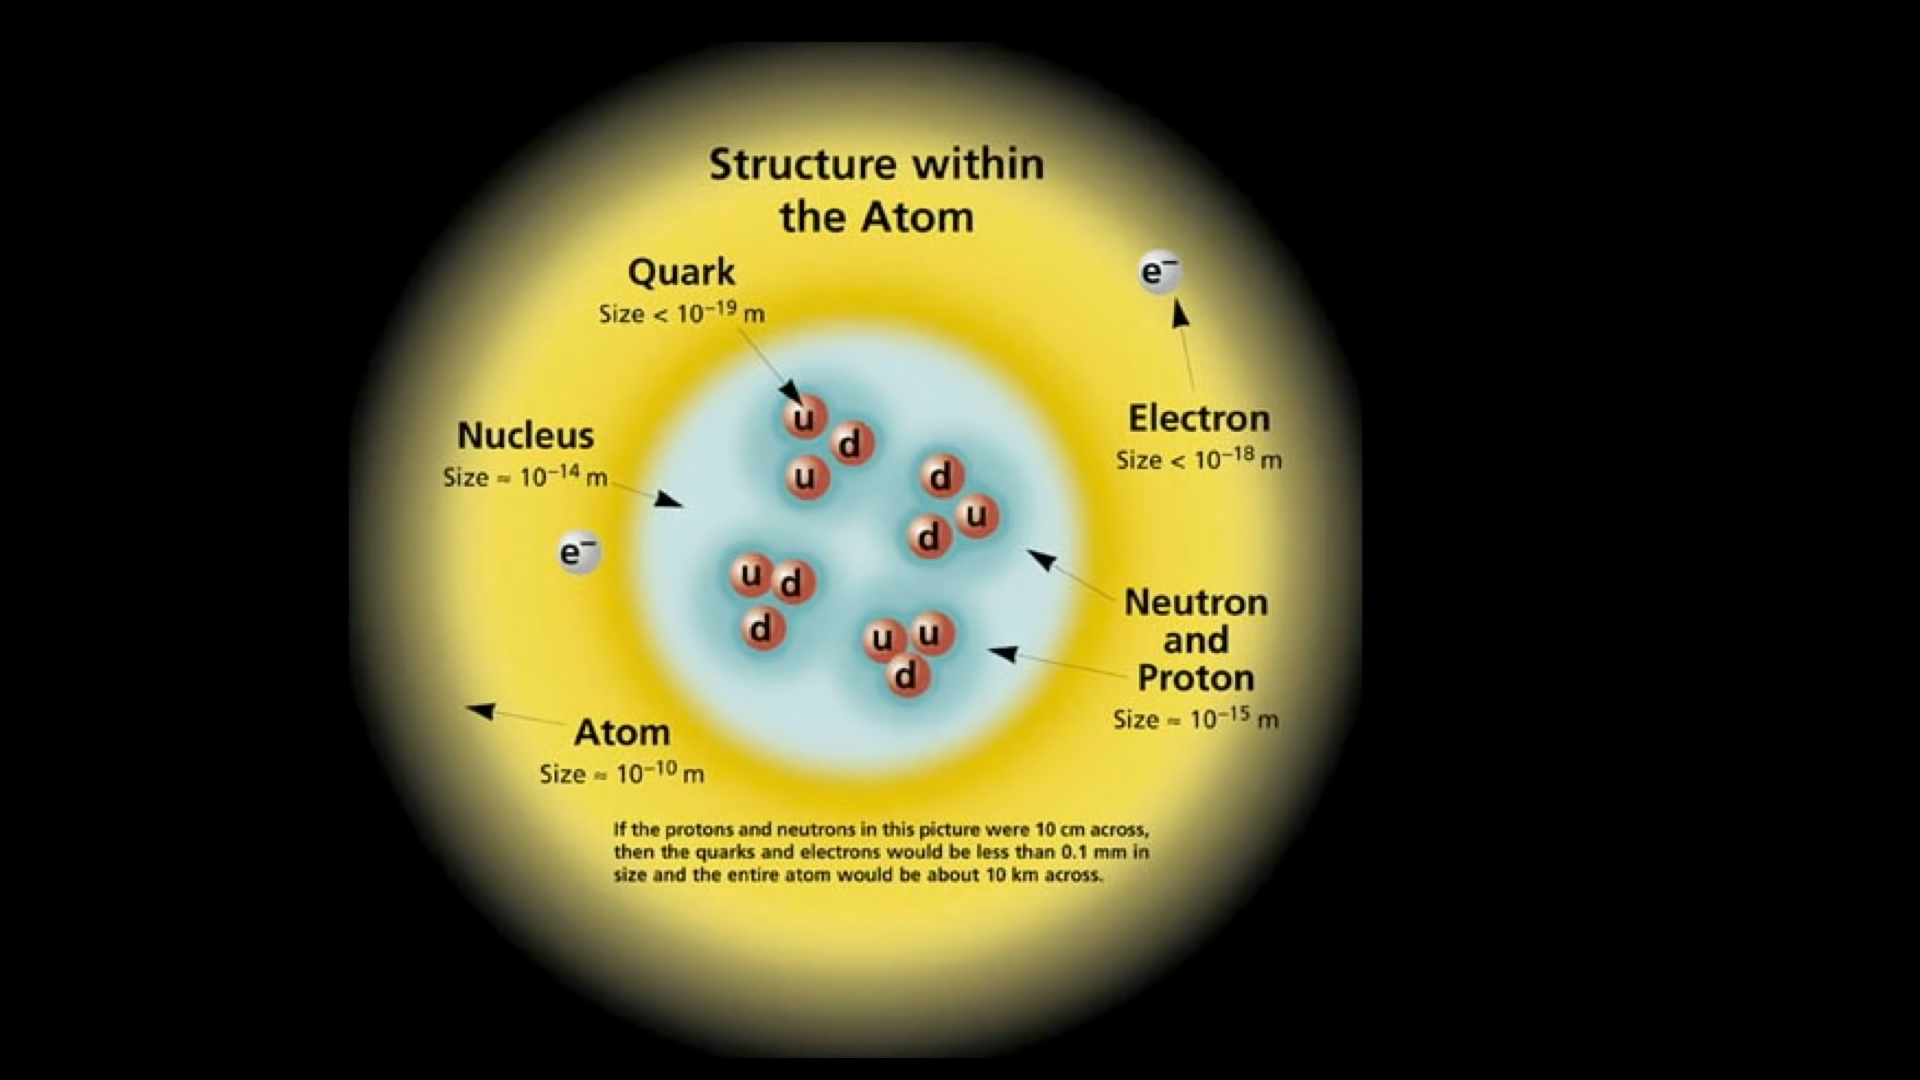 Structure within
the Atom
Quark
Size < 10⁻¹⁹ m
e⁻
Electron
Size < 10⁻¹⁸ m
Nucleus
Size ≈ 10⁻¹⁴ m
e⁻
u
d
u
d
u
d
u d
d
u u
d
Neutron
and
Proton
Size ≈ 10⁻¹⁵ m
Atom
Size ≈ 10⁻¹⁰ m
If the protons and neutrons in this picture were 10 cm across,
then the quarks and electrons would be less than 0.1 mm in
size and the entire atom would be about 10 km across.